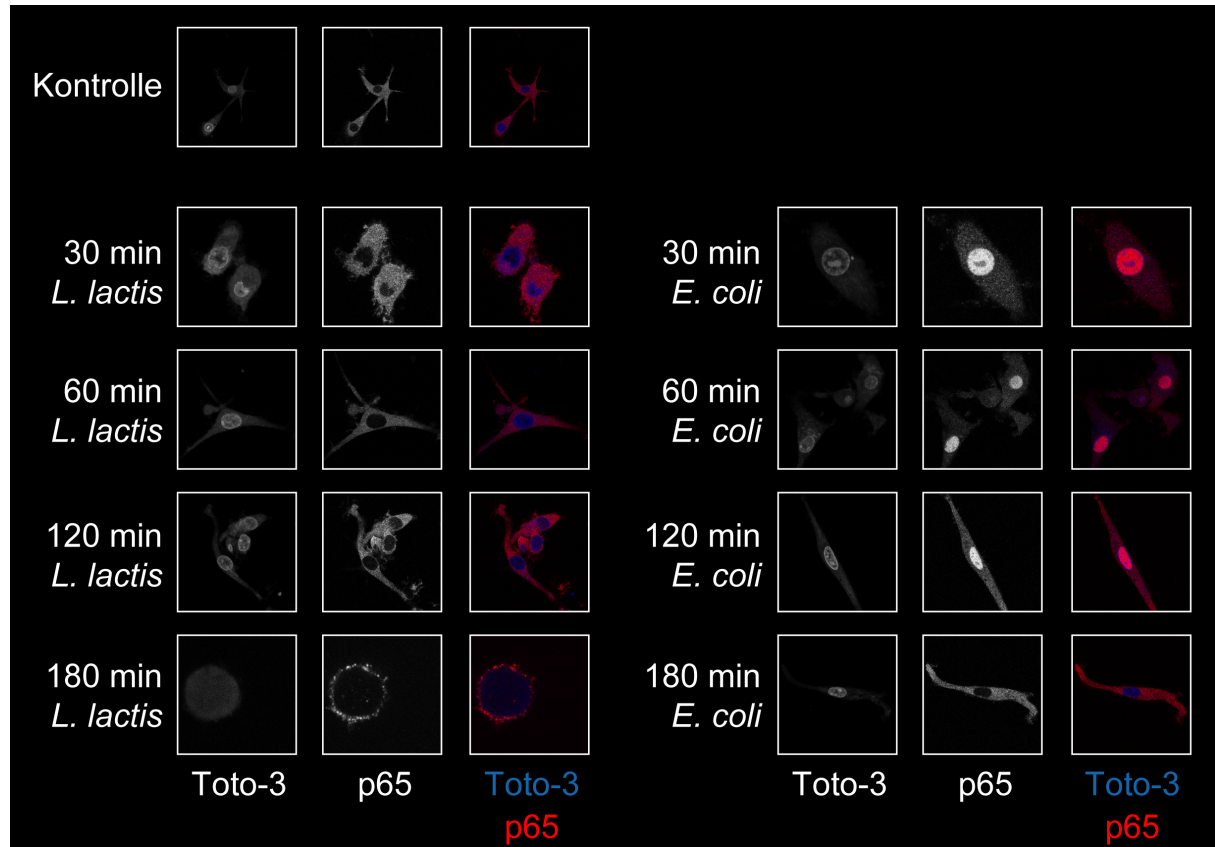 Kontrolle
30 min
L. lactis
30 min
E. coli
60 min
L. lactis
60 min
E. coli
120 min
L. lactis
120 min
E. coli
180 min
L. lactis
180 min
E. coli
Toto-3 p65 Toto-3
p65
Toto-3 p65 Toto-3
p65